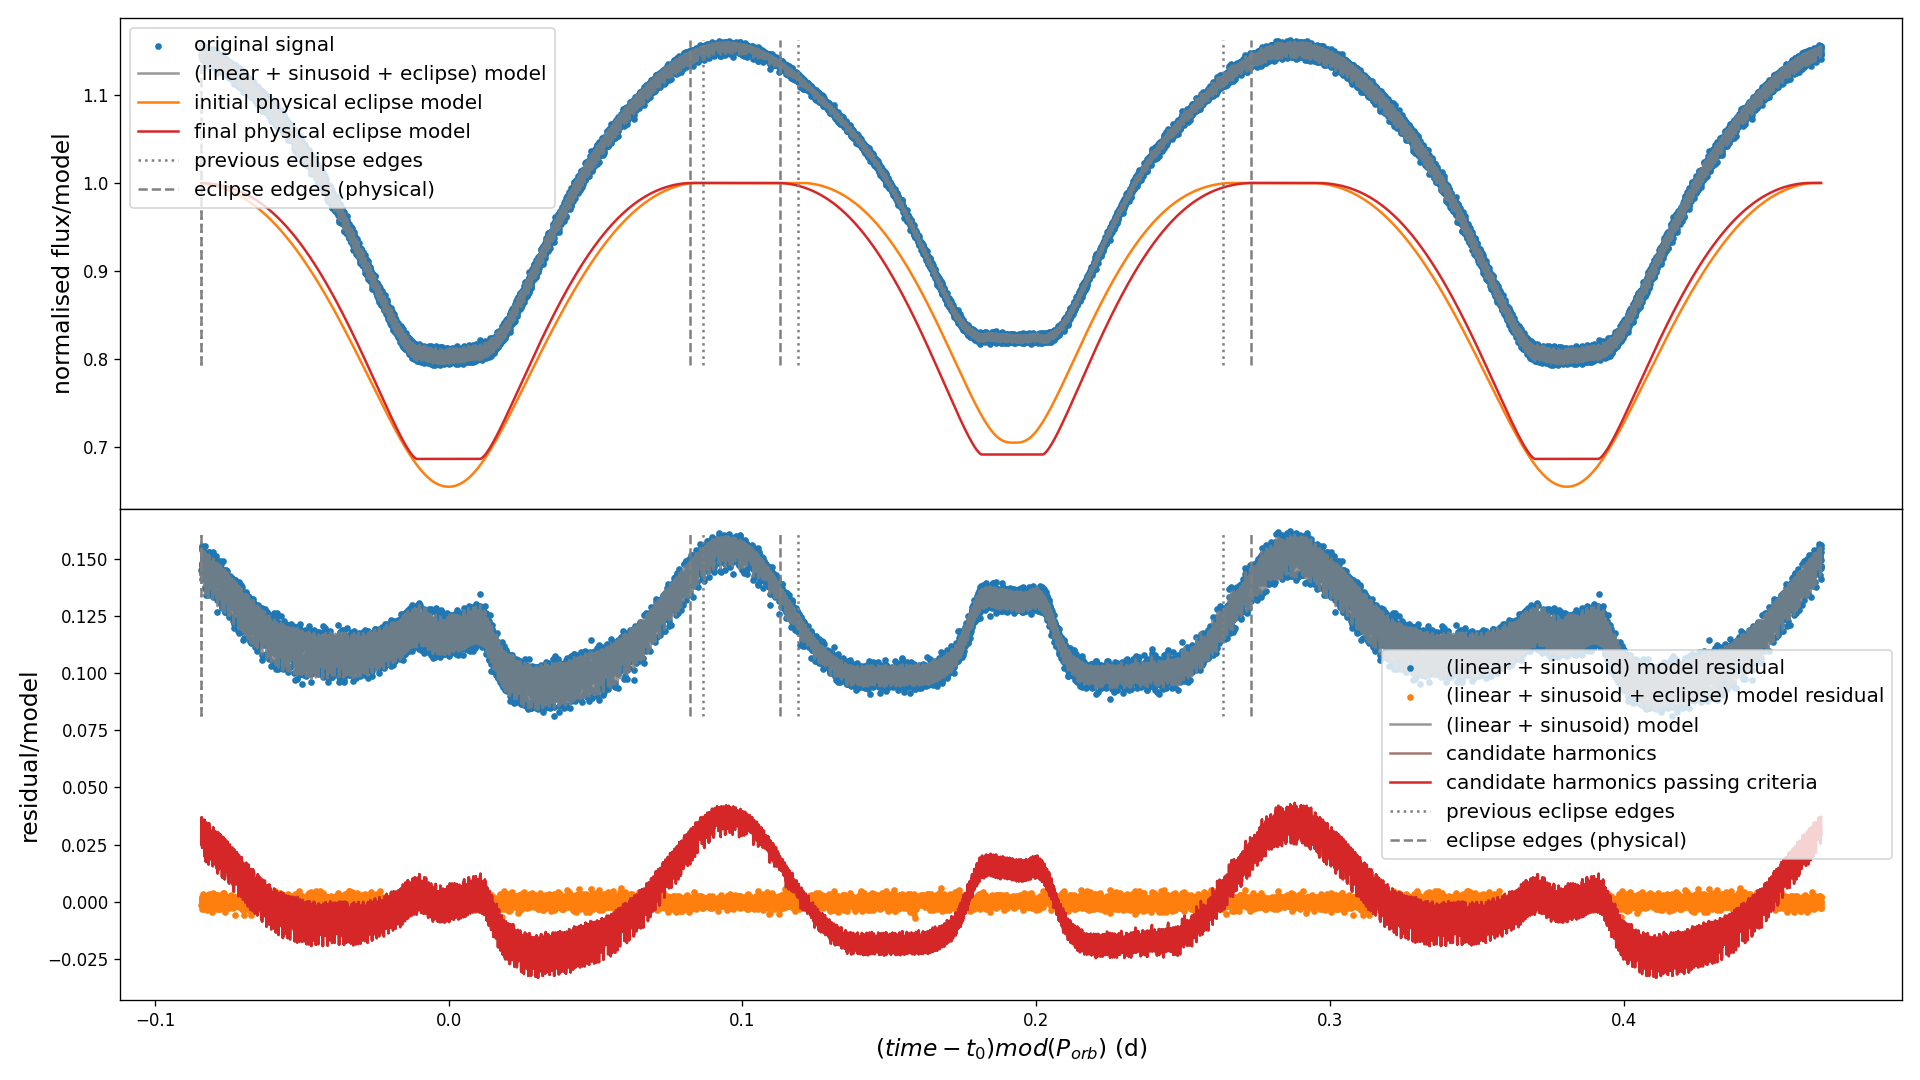 original signal
(linear + sinusoid + eclipse) model
initial physical eclipse model
final physical eclipse model
previous eclipse edges
eclipse edges (physical)
normalised flux/model
1.1
1.0
0.9
0.8
0.7
residual/model
0.150
0.125
0.100
0.075
0.050
0.025
0.000
−0.025
(linear + sinusoid) model residual
(linear + sinusoid + eclipse) model residual
(linear + sinusoid) model
candidate harmonics
candidate harmonics passing criteria
previous eclipse edges
eclipse edges (physical)
−0.1 0.0 0.1 0.2 0.3 0.4
(time − t₀)mod(P_orb) (d)